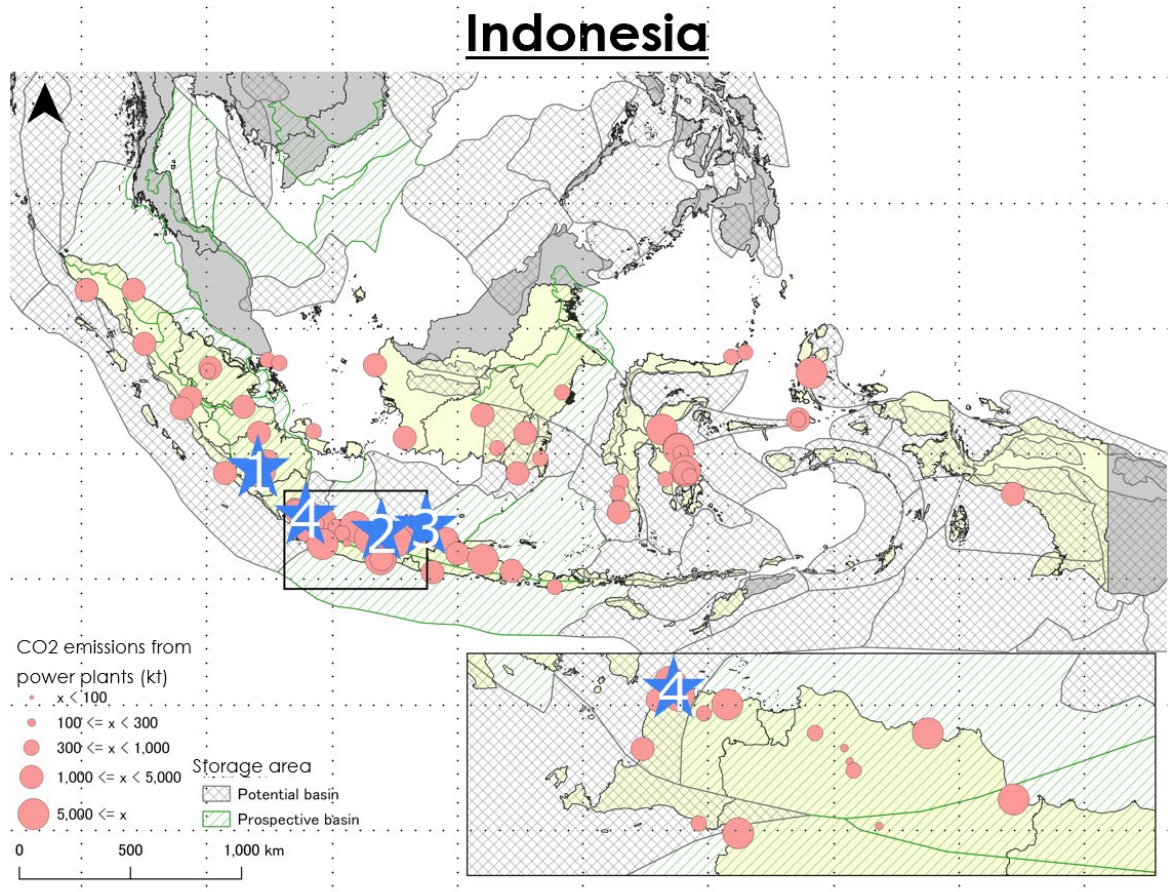 Indonesia
1
4
2
3
CO2 emissions from
power plants (kt)
x < 100
100 <= x < 300
300 <= x < 1,000
1,000 <= x < 5,000
5,000 <= x
Storage area
Potential basin
Prospective basin
0 500 1,000 km
4